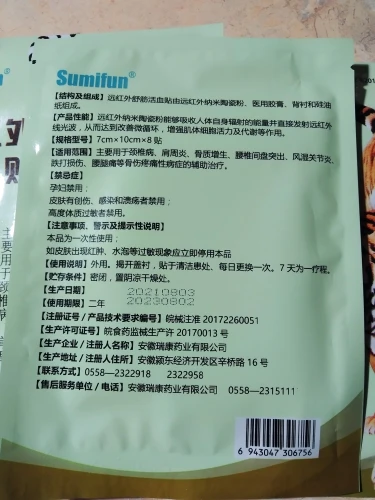 Sumifun®
【结构及组成】远红外舒筋活血贴由远红外纳米陶瓷粉、医用胶膏、背衬和硅油
纸组成。
【产品性能】远红外纳米陶瓷粉能够吸收人体自身辐射的能量并直接发射远红外
线光波，从而达到改善微循环，增强肌体细胞活力及代谢等作用。
【规格型号】7cm×10cm×8 贴
【适用范围】主要用于颈椎病、肩周炎、骨质增生、腰椎间盘突出、风湿关节炎、
跌打损伤、腰腿痛等骨伤疼痛性病症的辅助治疗。
【禁忌症】
孕妇禁用；
皮肤有创伤、感染和溃疡者禁用；
高度体质过敏者禁用。
【注意事项、警示及提示性说明】
本品为一次性使用；
如皮肤出现红肿、水泡等过敏现象应立即停用本品
【使用说明】外用。揭开盖衬，贴于清洁患处、每日更换一次。7 天为一疗程。
【贮存条件】密闭，置阴凉干燥处。
【生产日期】 20210803
【使用期限】二年 20230802
【注册证号／产品技术要求编号】皖械注准 20172260051
【生产许可证号】皖食药监械生产许 20170013 号
【生产企业／注册人名称】安徽瑞康药业有限公司
【生产地址／注册人住所】安徽颍东经济开发区辛桥路 16 号
【联系方式】0558—2322918 2322958
【售后服务单位／电话】安徽瑞康药业有限公司 0558—2315111
6 943047 306756
主要用于颈椎